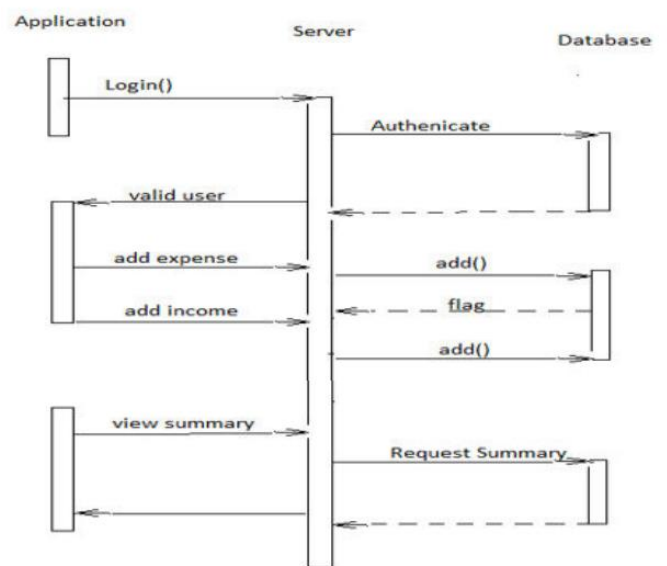 Application
Server
Database
Login()
Authenicate
valid user
add expense
add()
flag
add income
add()
view summary
Request Summary